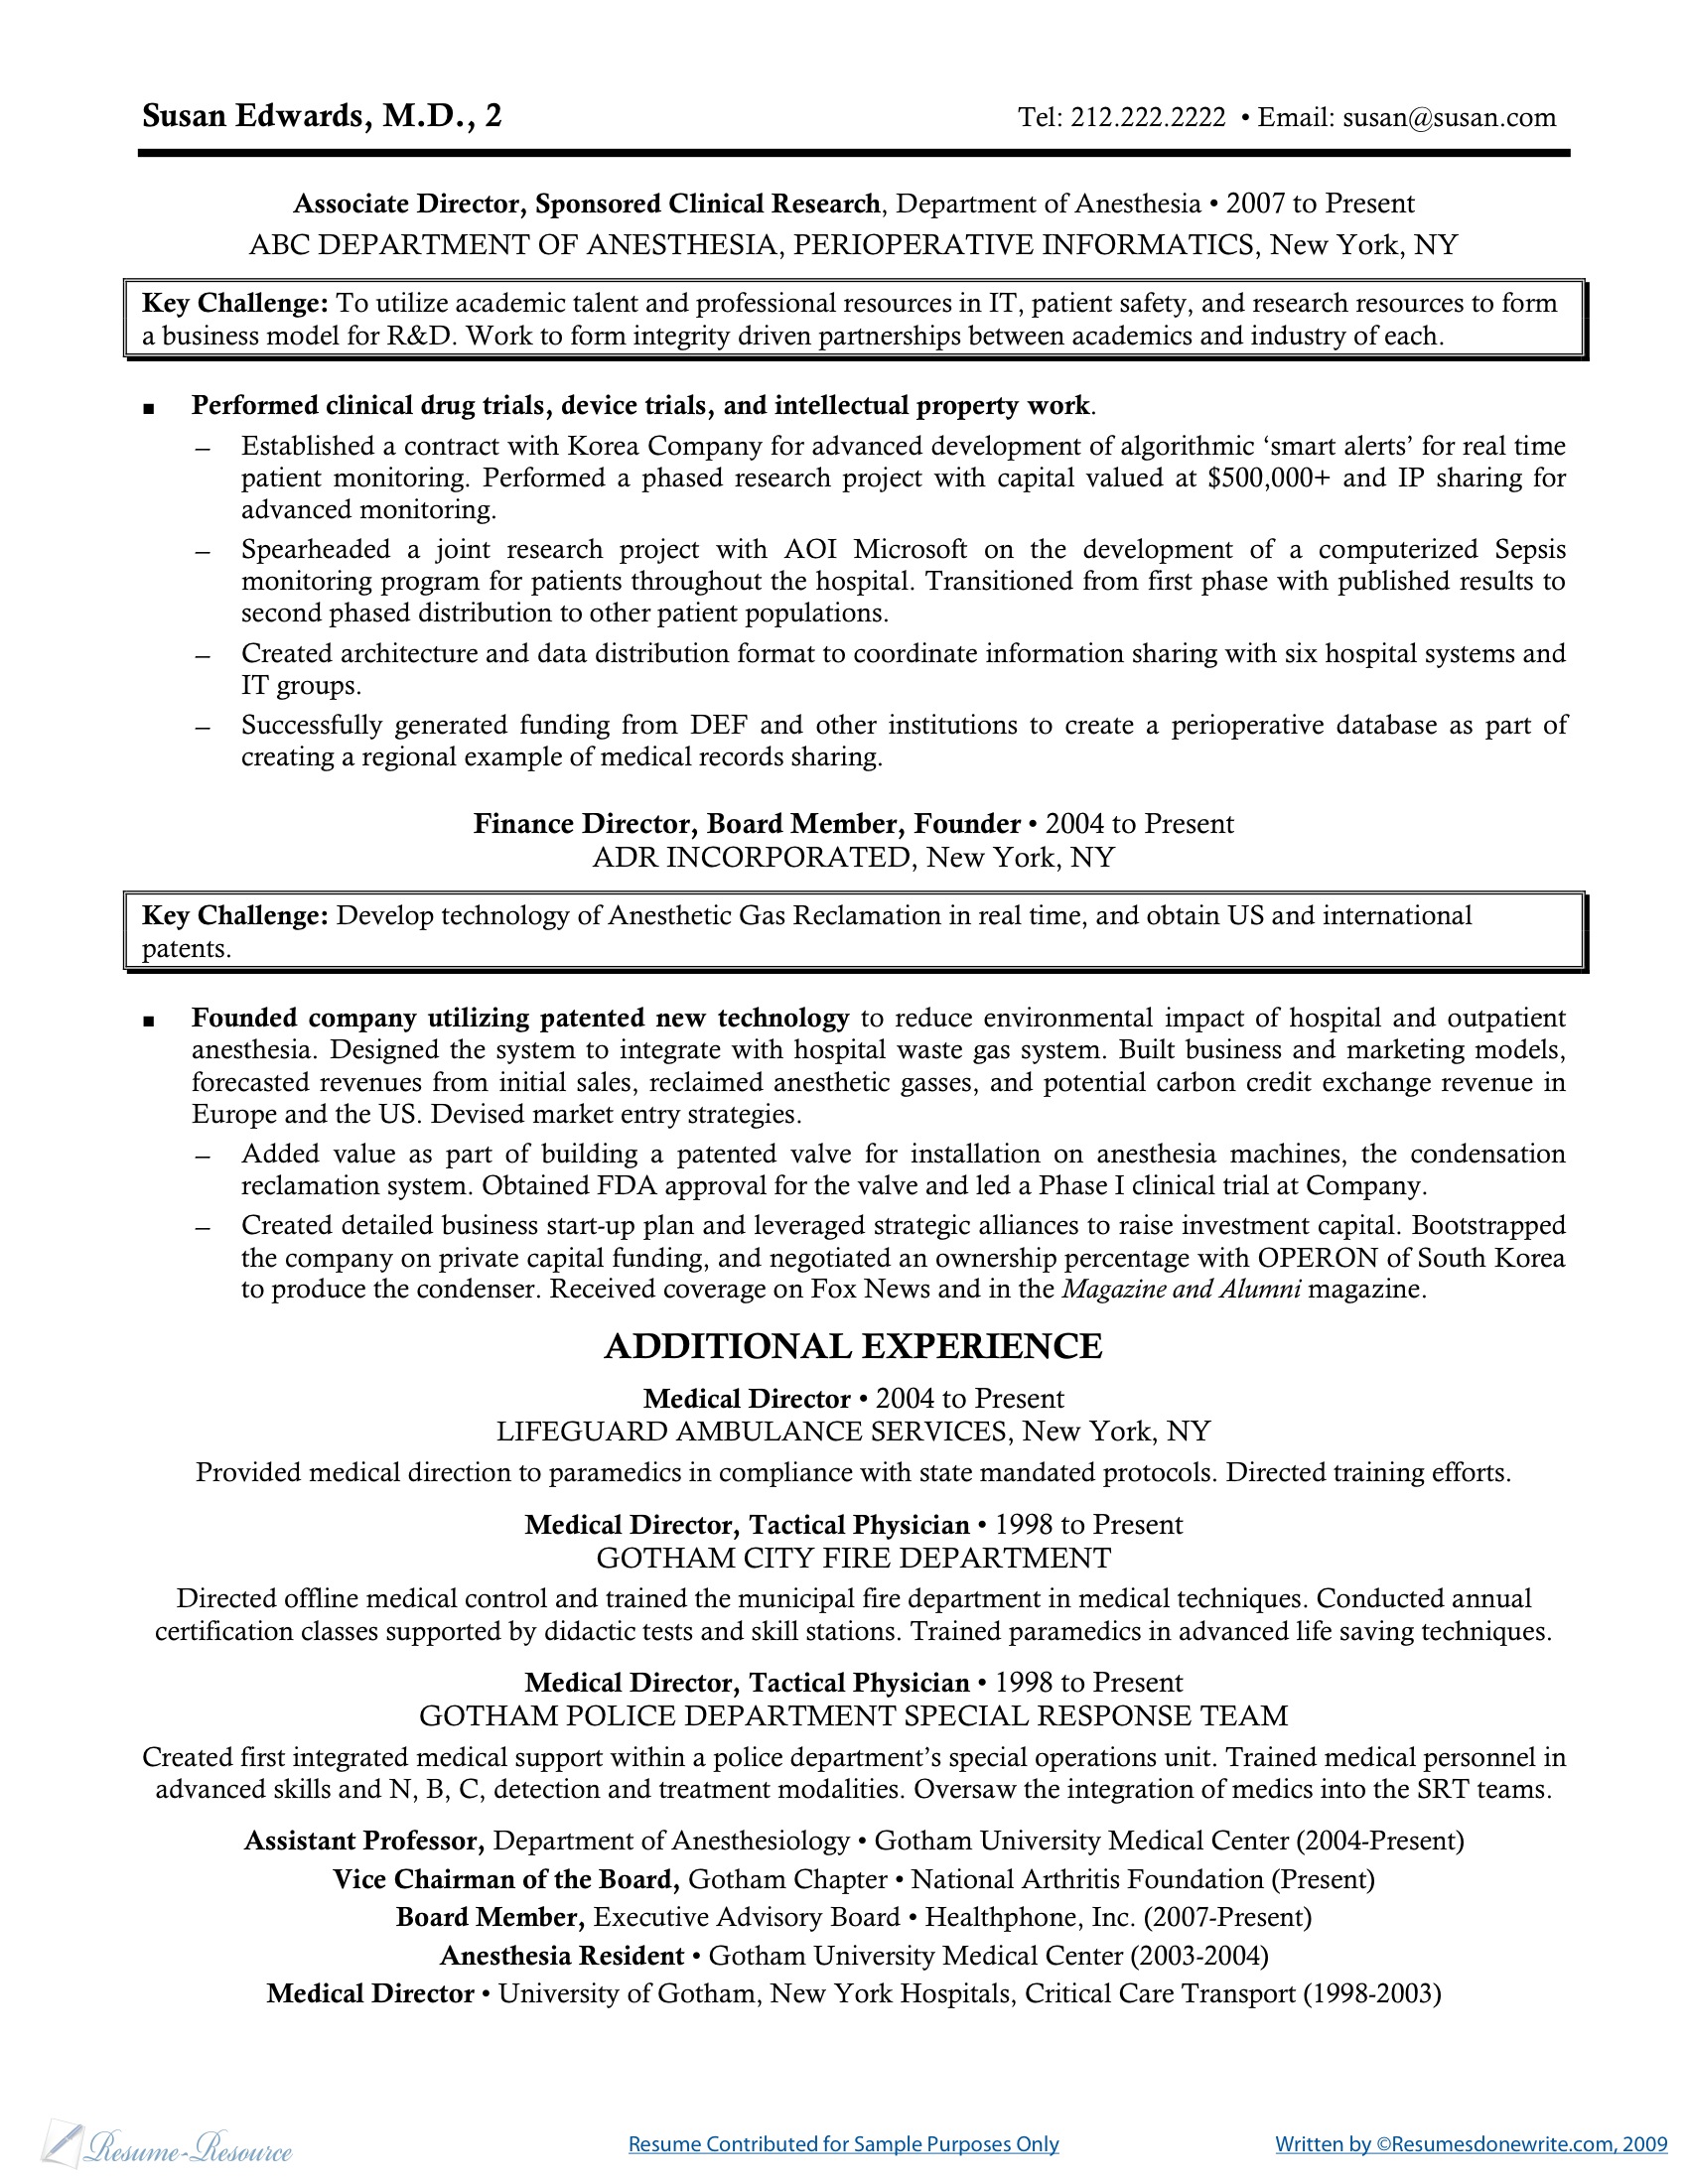 Susan Edwards, M.D., 2 Tel: 212.222.2222 • Email: susan@susan.com
Associate Director, Sponsored Clinical Research, Department of Anesthesia • 2007 to Present
ABC DEPARTMENT OF ANESTHESIA, PERIOPERATIVE INFORMATICS, New York, NY
Key Challenge: To utilize academic talent and professional resources in IT, patient safety, and research resources to form
a business model for R&D. Work to form integrity driven partnerships between academics and industry of each.
▪ Performed clinical drug trials, device trials, and intellectual property work.
– Established a contract with Korea Company for advanced development of algorithmic ‘smart alerts’ for real time
patient monitoring. Performed a phased research project with capital valued at $500,000+ and IP sharing for
advanced monitoring.
– Spearheaded a joint research project with AOI Microsoft on the development of a computerized Sepsis
monitoring program for patients throughout the hospital. Transitioned from first phase with published results to
second phased distribution to other patient populations.
– Created architecture and data distribution format to coordinate information sharing with six hospital systems and
IT groups.
– Successfully generated funding from DEF and other institutions to create a perioperative database as part of
creating a regional example of medical records sharing.
Finance Director, Board Member, Founder • 2004 to Present
ADR INCORPORATED, New York, NY
Key Challenge: Develop technology of Anesthetic Gas Reclamation in real time, and obtain US and international
patents.
▪ Founded company utilizing patented new technology to reduce environmental impact of hospital and outpatient
anesthesia. Designed the system to integrate with hospital waste gas system. Built business and marketing models,
forecasted revenues from initial sales, reclaimed anesthetic gasses, and potential carbon credit exchange revenue in
Europe and the US. Devised market entry strategies.
– Added value as part of building a patented valve for installation on anesthesia machines, the condensation
reclamation system. Obtained FDA approval for the valve and led a Phase I clinical trial at Company.
– Created detailed business start-up plan and leveraged strategic alliances to raise investment capital. Bootstrapped
the company on private capital funding, and negotiated an ownership percentage with OPERON of South Korea
to produce the condenser. Received coverage on Fox News and in the Magazine and Alumni magazine.
ADDITIONAL EXPERIENCE
Medical Director • 2004 to Present
LIFEGUARD AMBULANCE SERVICES, New York, NY
Provided medical direction to paramedics in compliance with state mandated protocols. Directed training efforts.
Medical Director, Tactical Physician • 1998 to Present
GOTHAM CITY FIRE DEPARTMENT
Directed offline medical control and trained the municipal fire department in medical techniques. Conducted annual
certification classes supported by didactic tests and skill stations. Trained paramedics in advanced life saving techniques.
Medical Director, Tactical Physician • 1998 to Present
GOTHAM POLICE DEPARTMENT SPECIAL RESPONSE TEAM
Created first integrated medical support within a police department’s special operations unit. Trained medical personnel in
advanced skills and N, B, C, detection and treatment modalities. Oversaw the integration of medics into the SRT teams.
Assistant Professor, Department of Anesthesiology • Gotham University Medical Center (2004-Present)
Vice Chairman of the Board, Gotham Chapter • National Arthritis Foundation (Present)
Board Member, Executive Advisory Board • Healthphone, Inc. (2007-Present)
Anesthesia Resident • Gotham University Medical Center (2003-2004)
Medical Director • University of Gotham, New York Hospitals, Critical Care Transport (1998-2003)
Resume-Resource Resume Contributed for Sample Purposes Only Written by ©Resumesdonewrite.com, 2009